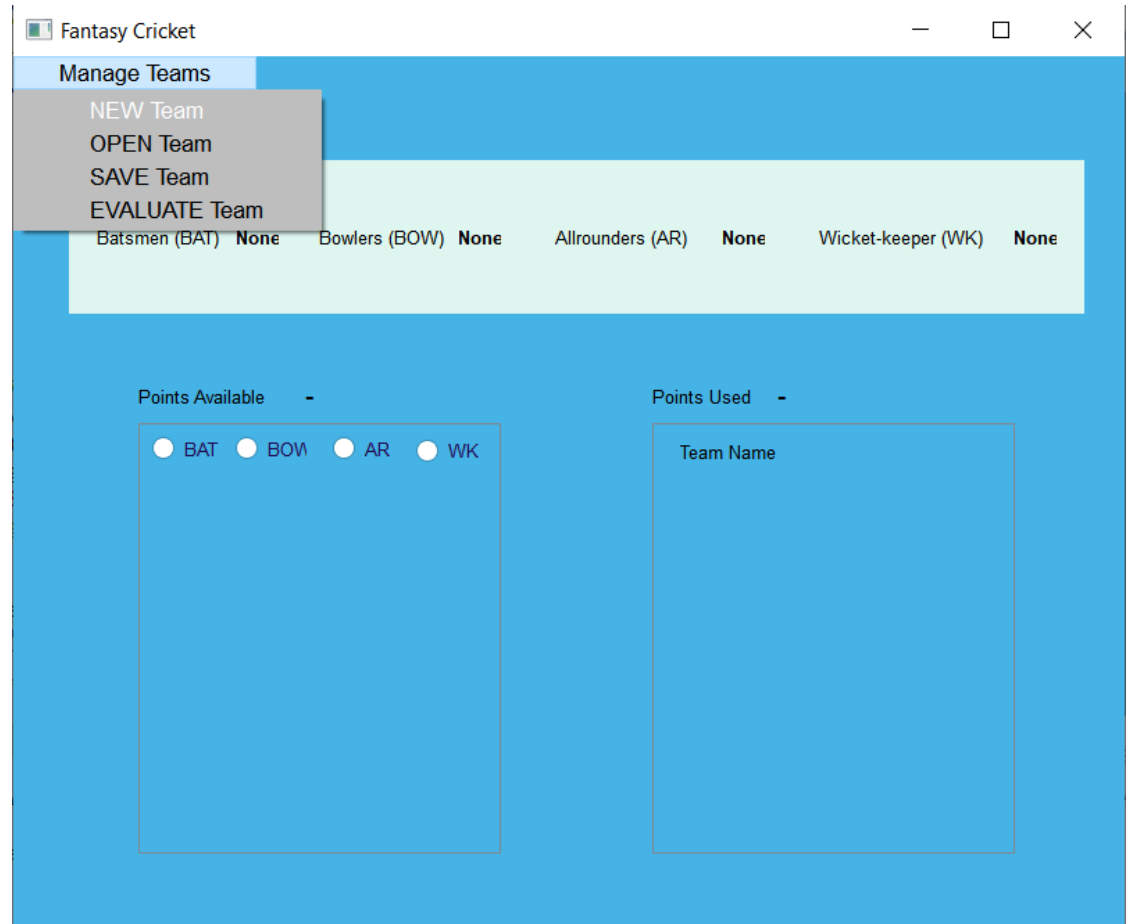 Fantasy Cricket
Manage Teams
NEW Team
OPEN Team
SAVE Team
EVALUATE Team
Batsmen (BAT) None Bowlers (BOW) None Allrounders (AR) None Wicket-keeper (WK) None
Points Available - Points Used -
BAT BOW AR WK
Team Name